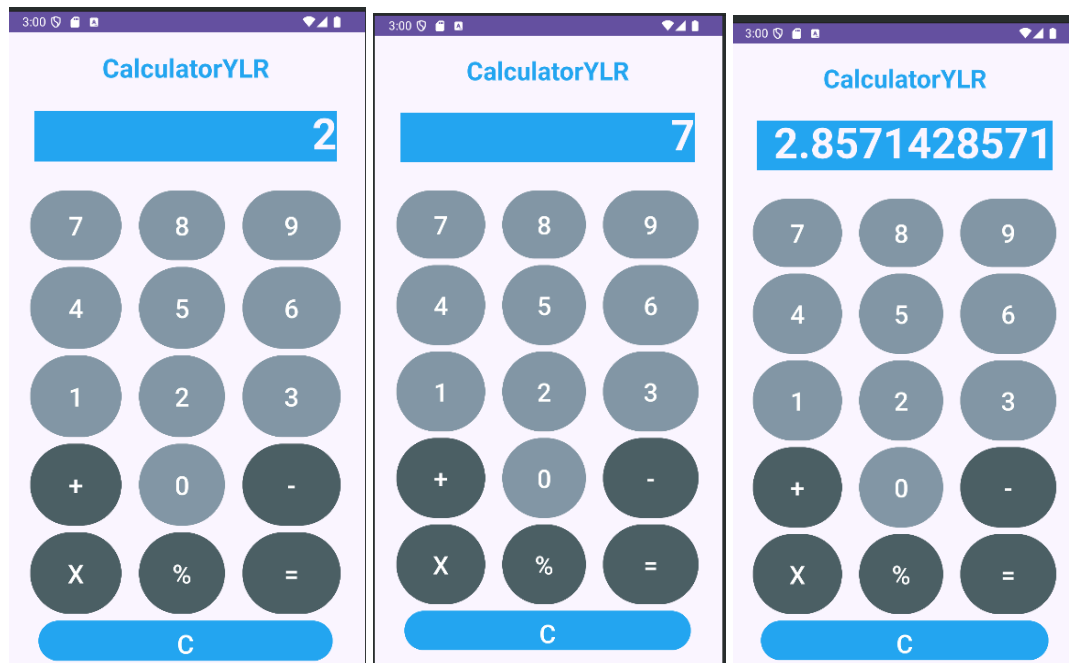 3:00
CalculatorYLR
2
7 8 9
4 5 6
1 2 3
+ 0 -
X % =
C
3:00
CalculatorYLR
7
7 8 9
4 5 6
1 2 3
+ 0 -
X % =
C
3:00
CalculatorYLR
2.8571428571
7 8 9
4 5 6
1 2 3
+ 0 -
X % =
C